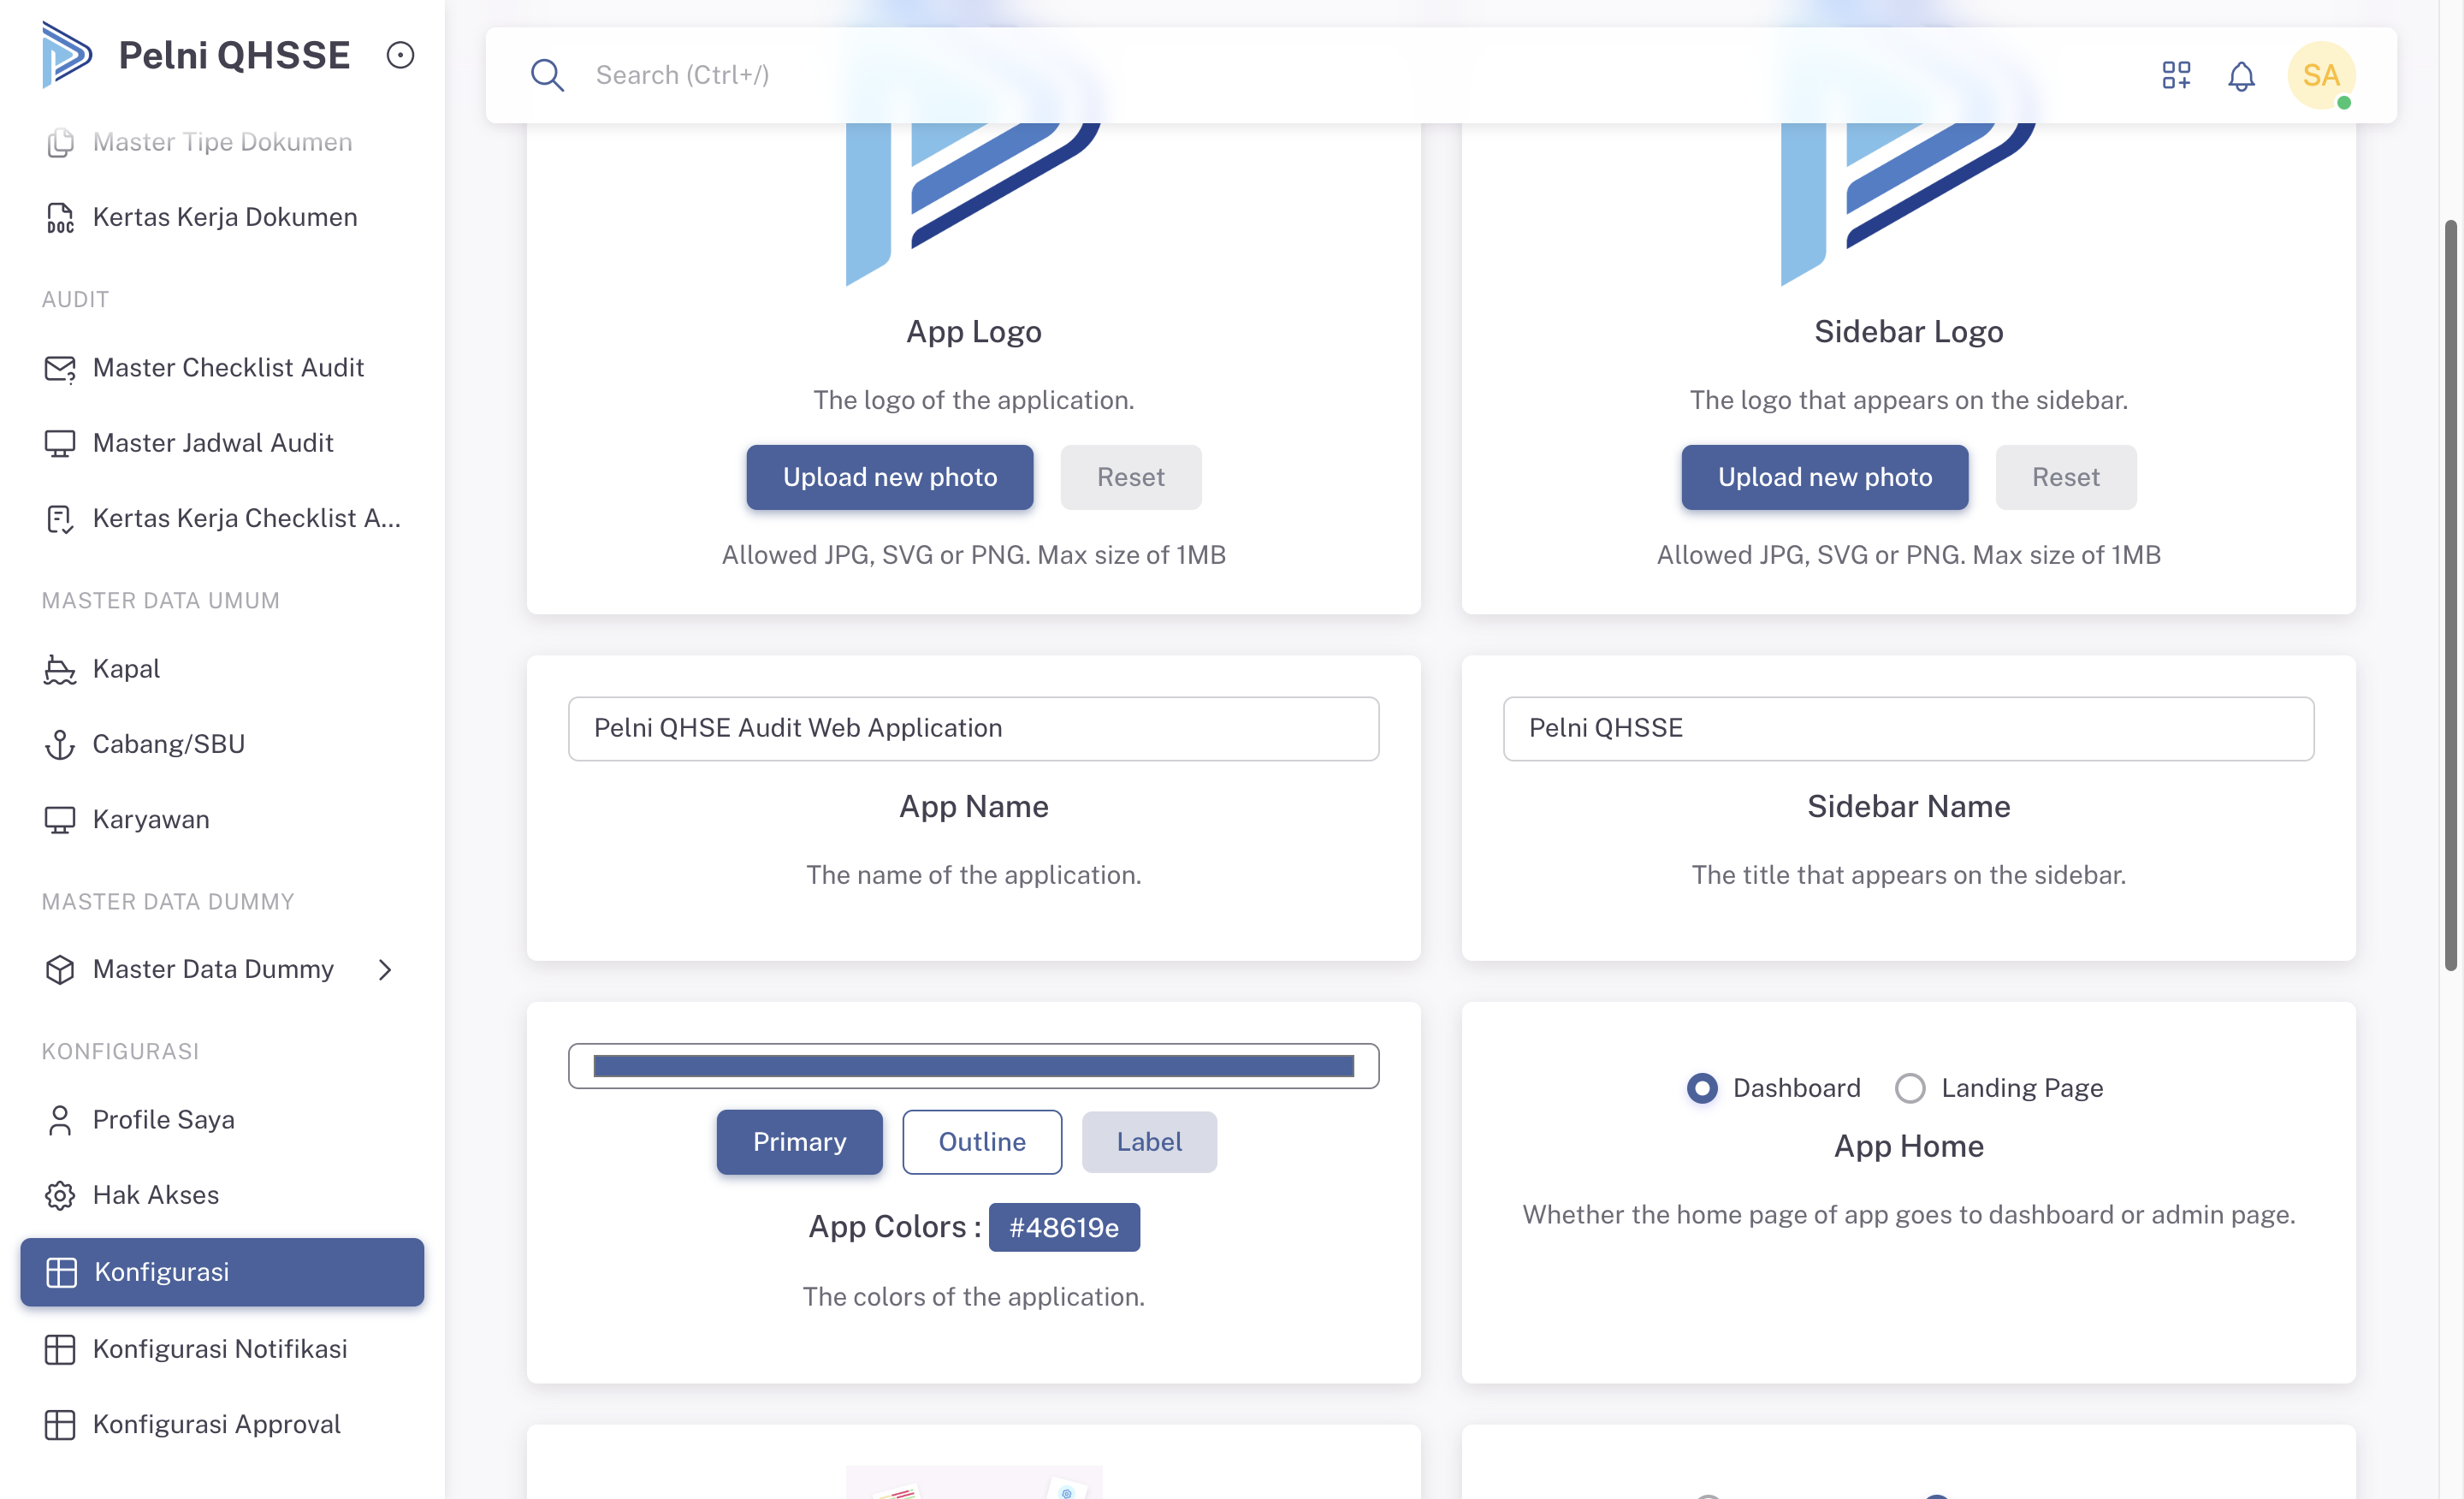 Pelni QHSSE
Master Tipe Dokumen
Kertas Kerja Dokumen
AUDIT
Master Checklist Audit
Master Jadwal Audit
Kertas Kerja Checklist A...
MASTER DATA UMUM
Kapal
Cabang/SBU
Karyawan
MASTER DATA DUMMY
Master Data Dummy
KONFIGURASI
Profile Saya
Hak Akses
Konfigurasi
Konfigurasi Notifikasi
Konfigurasi Approval
Search (Ctrl+/)
SA
App Logo
The logo of the application.
Upload new photo Reset
Allowed JPG, SVG or PNG. Max size of 1MB
Sidebar Logo
The logo that appears on the sidebar.
Upload new photo Reset
Allowed JPG, SVG or PNG. Max size of 1MB
Pelni QHSE Audit Web Application
App Name
The name of the application.
Pelni QHSSE
Sidebar Name
The title that appears on the sidebar.
Primary Outline Label
App Colors : #48619e
The colors of the application.
Dashboard Landing Page
App Home
Whether the home page of app goes to dashboard or admin page.